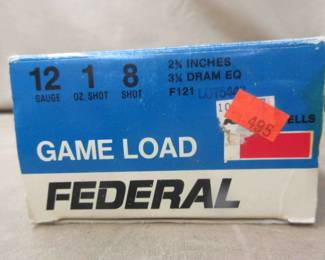 12 1 8
GAUGE OZ. SHOT SHOT
2¾ INCHES
3¼ DRAM EQ
F121
495
GAME LOAD
FEDERAL